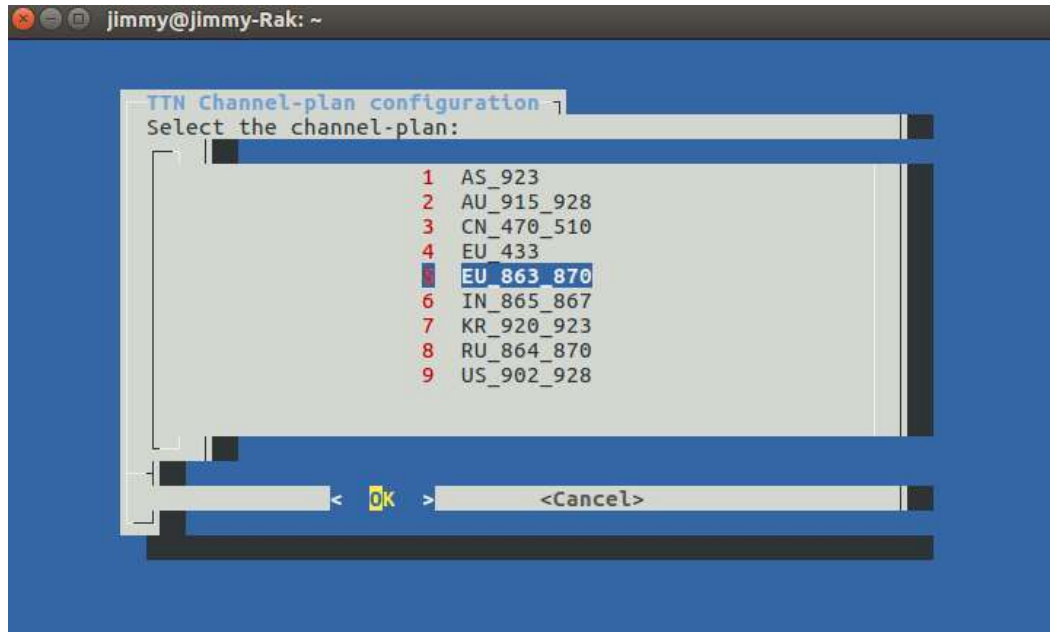 jimmy@jimmy-Rak: ~
TTN Channel-plan configuration
Select the channel-plan:
1 AS_923
2 AU_915_928
3 CN_470_510
4 EU_433
5 EU_863_870
6 IN_865_867
7 KR_920_923
8 RU_864_870
9 US_902_928
< OK > <Cancel>